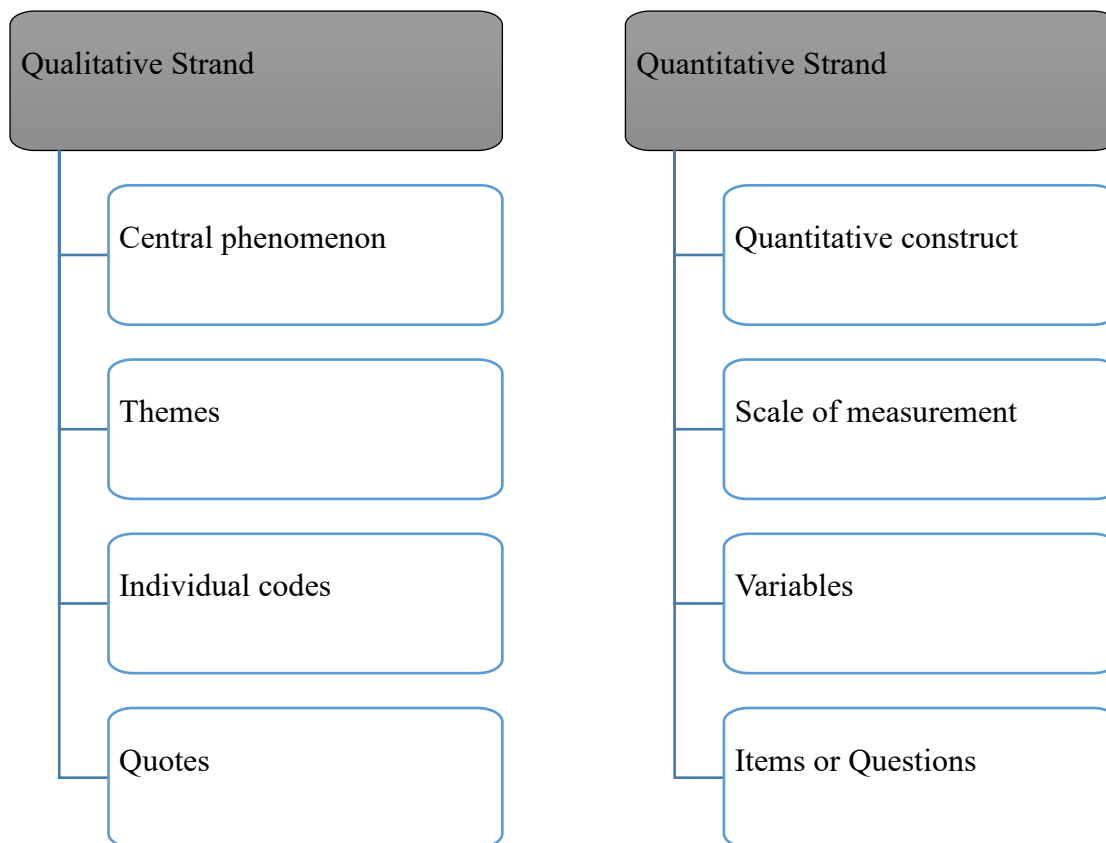 Qualitative Strand
Central phenomenon
Themes
Individual codes
Quotes
Quantitative Strand
Quantitative construct
Scale of measurement
Variables
Items or Questions